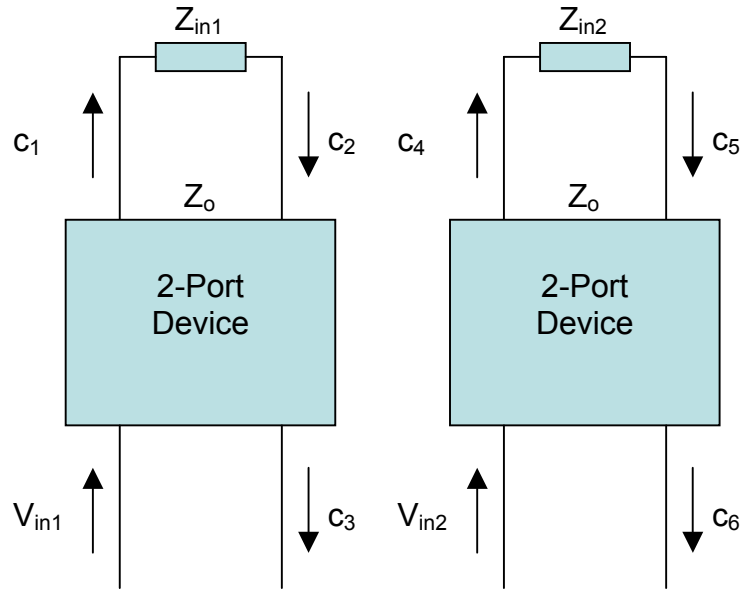 Z_in1
Z_in2
c_1
c_2
c_4
c_5
Z_o
Z_o
2-Port
Device
2-Port
Device
V_in1
c_3
V_in2
c_6